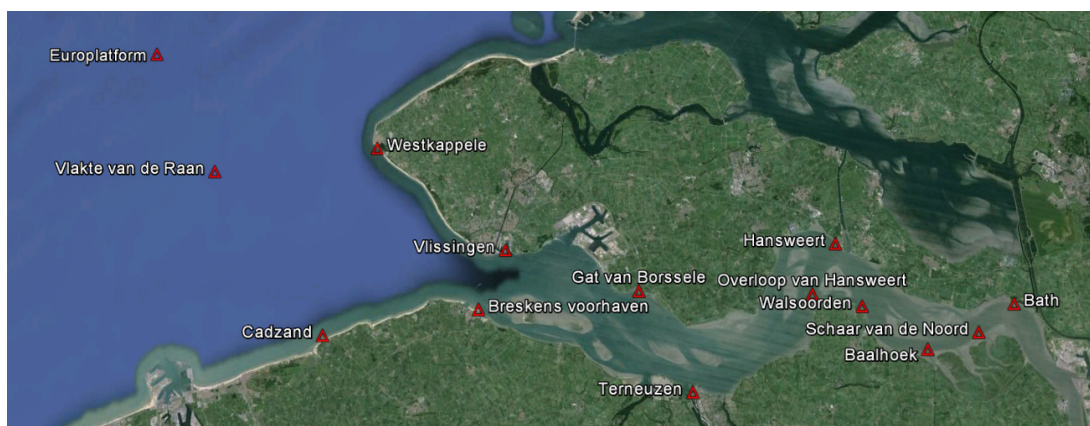 Europlatform
Westkappele
Vlakte van de Raan
Vlissingen
Hansweert
Gat van Borssele
Overloop van Hansweert
Walsoorden
Bath
Breskens voorhaven
Cadzand
Schaar van de Noord
Baalhoek
Terneuzen